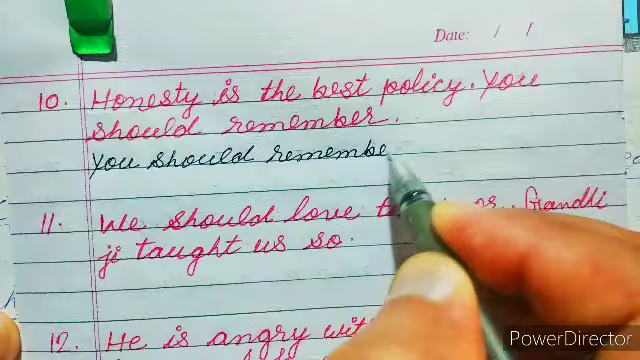 Date: / /
10. Honesty is the best policy. You
should remember.
You should remembe
11. We should love Gandhi
ji taught us so.
12. He is angry wit
PowerDirector